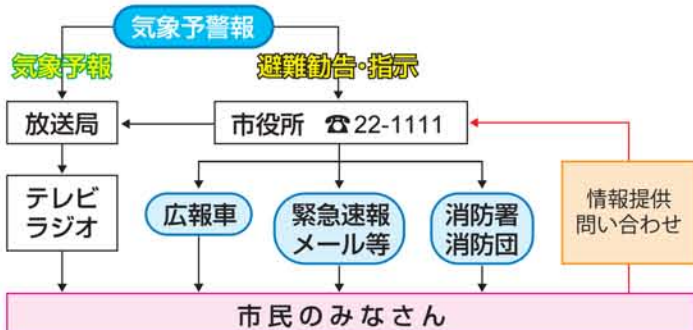 気象予警報
気象予報
避難勧告・指示
放送局
市役所 ☎22-1111
テレビ
ラジオ
広報車
緊急速報
メール等
消防署
消防団
情報提供
問い合わせ
市民のみなさん